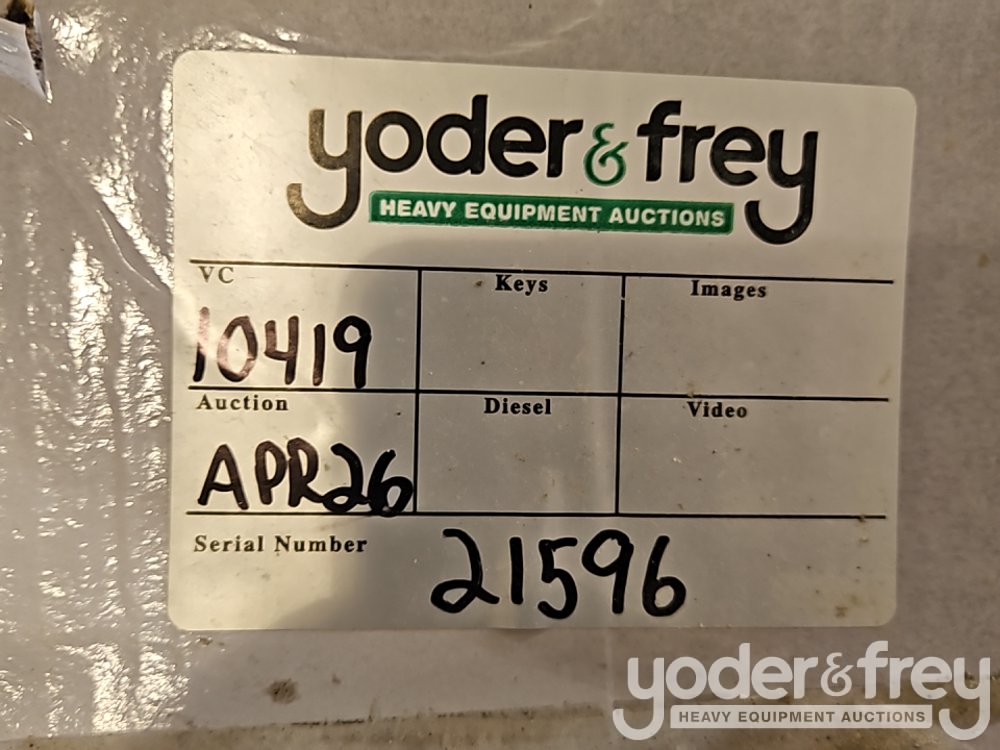 yoder & frey
HEAVY EQUIPMENT AUCTIONS
VC Keys Images
10419
Auction Diesel Video
APR26
Serial Number 21596
yoder & frey
HEAVY EQUIPMENT AUCTIONS